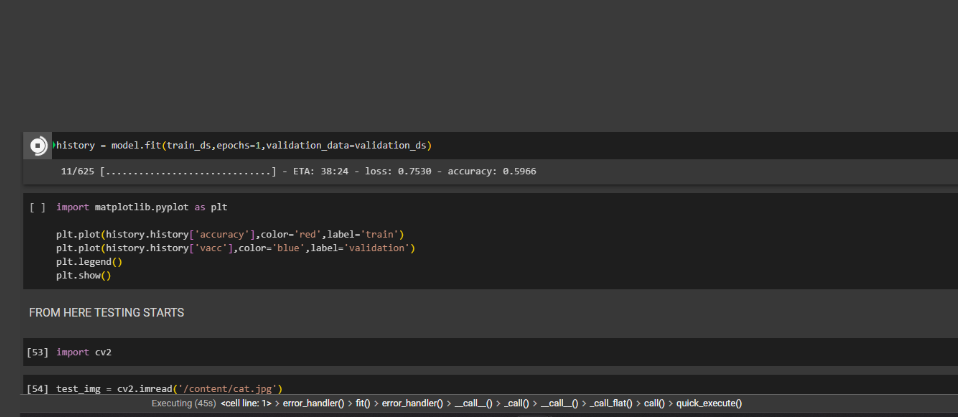 history = model.fit(train_ds,epochs=1,validation_data=validation_ds)
11/625 [..............................] - ETA: 38:24 - loss: 0.7530 - accuracy: 0.5966
[ ] import matplotlib.pyplot as plt
plt.plot(history.history['accuracy'],color='red',label='train')
plt.plot(history.history['vacc'],color='blue',label='validation')
plt.legend()
plt.show()
FROM HERE TESTING STARTS
[53] import cv2
[54] test_img = cv2.imread('/content/cat.jpg')
Executing (45s) <cell line: 1> > error_handler() > fit() > error_handler() > __call__() > _call() > __call__() > _call_flat() > call() > quick_execute()